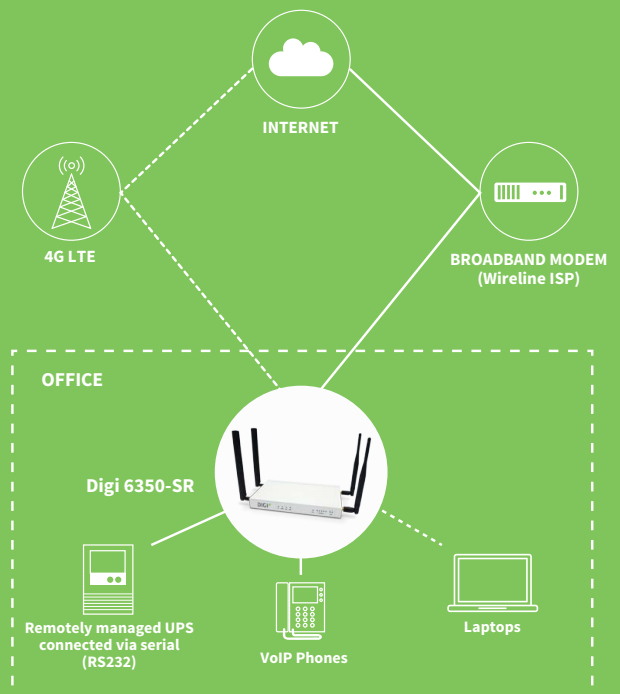 INTERNET
4G LTE
BROADBAND MODEM
(Wireline ISP)
OFFICE
Digi 6350-SR
DIGI
Remotely managed UPS
connected via serial
(RS232)
VoIP Phones
Laptops